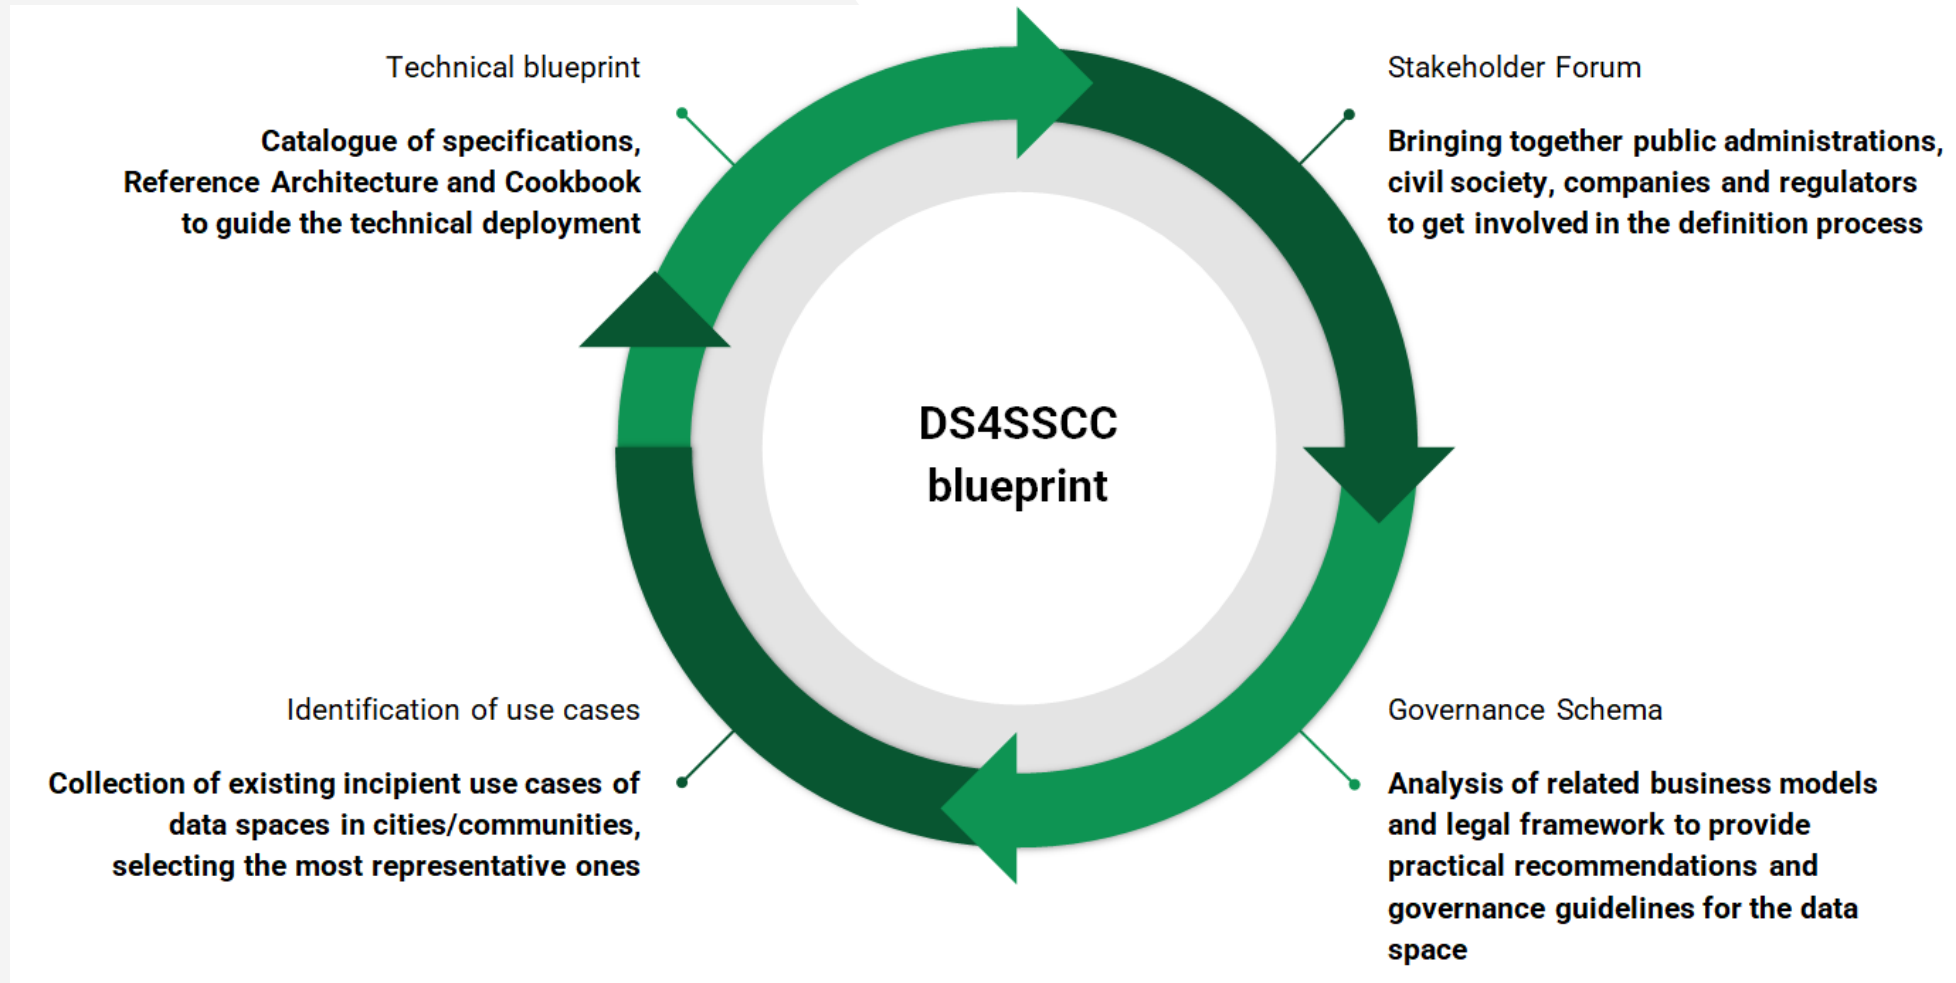 Technical blueprint
Catalogue of specifications,
Reference Architecture and Cookbook
to guide the technical deployment
Stakeholder Forum
Bringing together public administrations,
civil society, companies and regulators
to get involved in the definition process
DS4SSCC
blueprint
Identification of use cases
Collection of existing incipient use cases of
data spaces in cities/communities,
selecting the most representative ones
Governance Schema
Analysis of related business models
and legal framework to provide
practical recommendations and
governance guidelines for the data
space